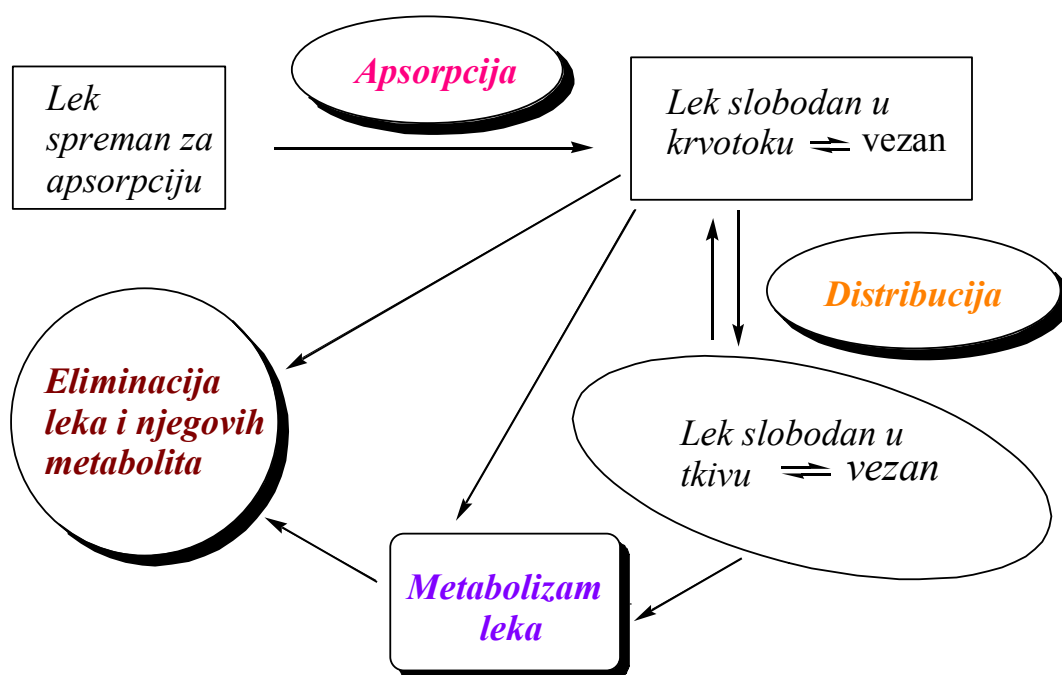 Apsorpcija
Lek
spreman za
apsorpciju
Lek slobodan u
krvotoku ⇌ vezan
Distribucija
Eliminacija
leka i njegovih
metabolita
Lek slobodan u
tkivu ⇌ vezan
Metabolizam
leka